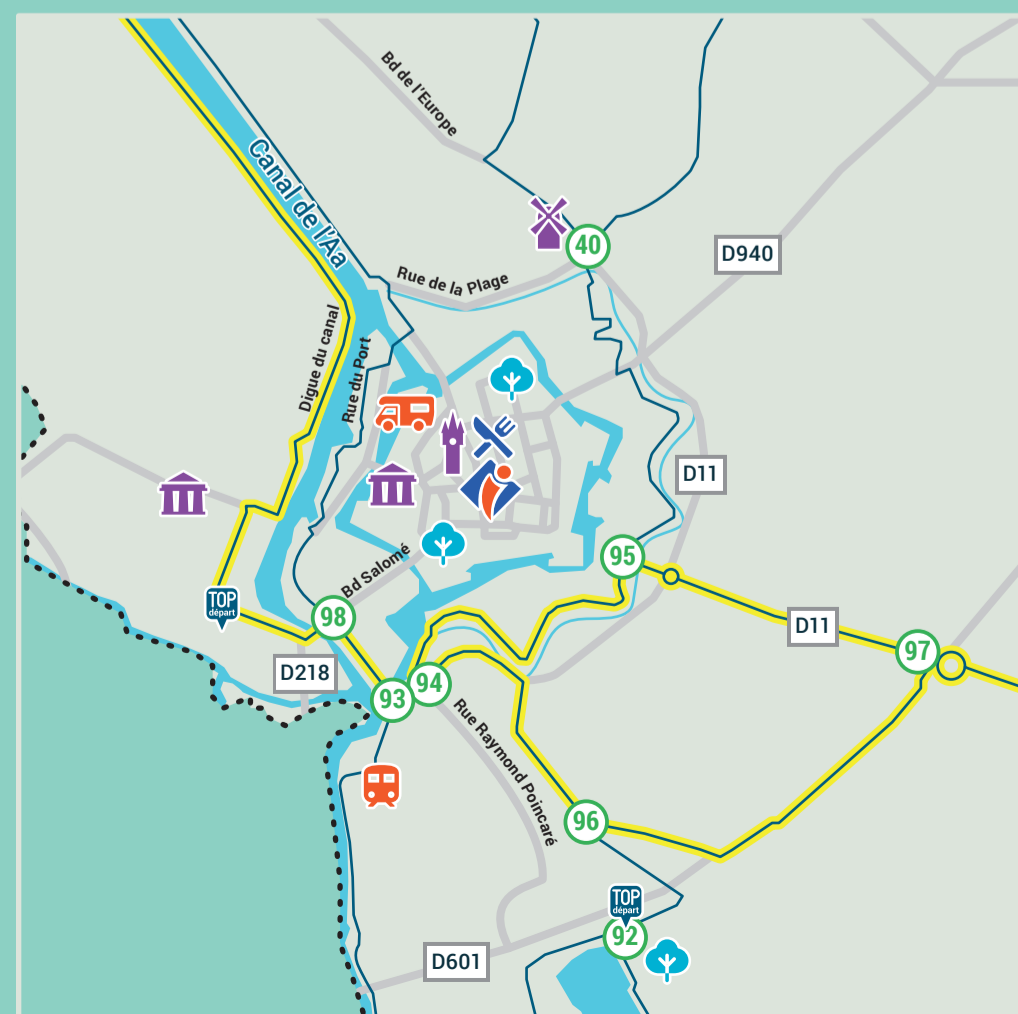 Bd de l'Europe
Canal de l'Aa
40
D940
Rue de la Plage
Digue du canal
Rue du Port
D11
Bd Salomé
95
TOP
départ
98
D11
97
D218
94
93
Rue Raymond Poincaré
96
TOP
départ
92
D601